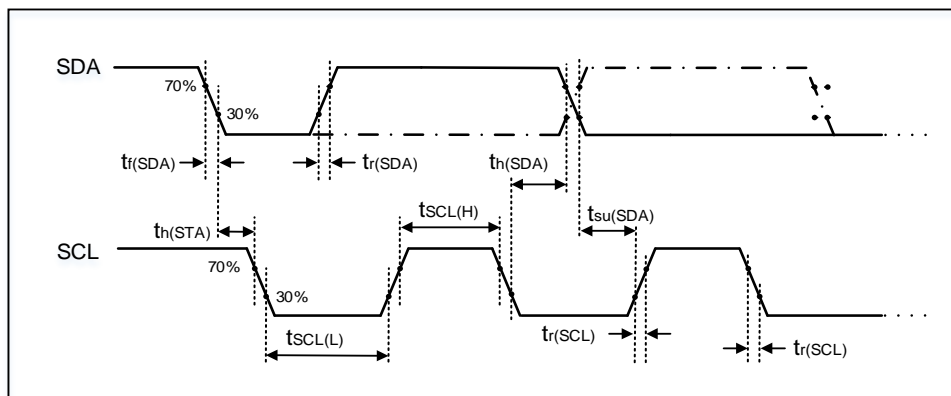 SDA
70%
30%
tf(SDA)
tr(SDA)
th(SDA)
th(STA)
tSCL(H)
tsu(SDA)
SCL
70%
30%
tSCL(L)
tr(SCL)
tr(SCL)